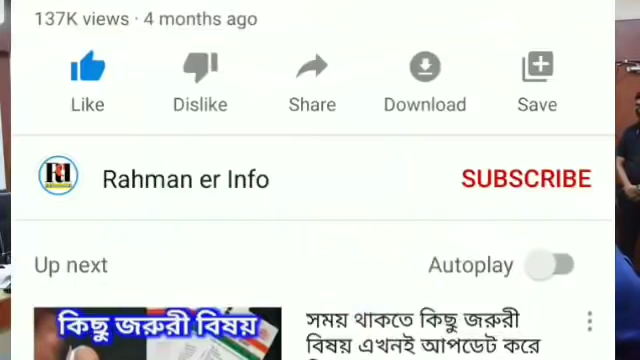 137K views · 4 months ago
Like Dislike Share Download Save
Rahman er Info SUBSCRIBE
Up next Autoplay
কিছু জরুরী বিষয়
সময় থাকতে কিছু জরুরী
বিষয় এখনই আপডেট করে